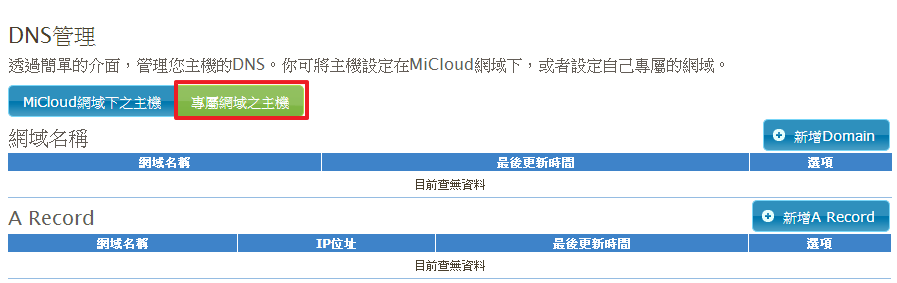 DNS管理
透過簡單的介面，管理您主機的DNS。你可將主機設定在MiCloud網域下，或者設定自己專屬的網域。
MiCloud網域下之主機 專屬網域之主機
網域名稱 新增Domain
網域名稱 最後更新時間 選項
目前查無資料
A Record 新增A Record
網域名稱 IP位址 最後更新時間 選項
目前查無資料